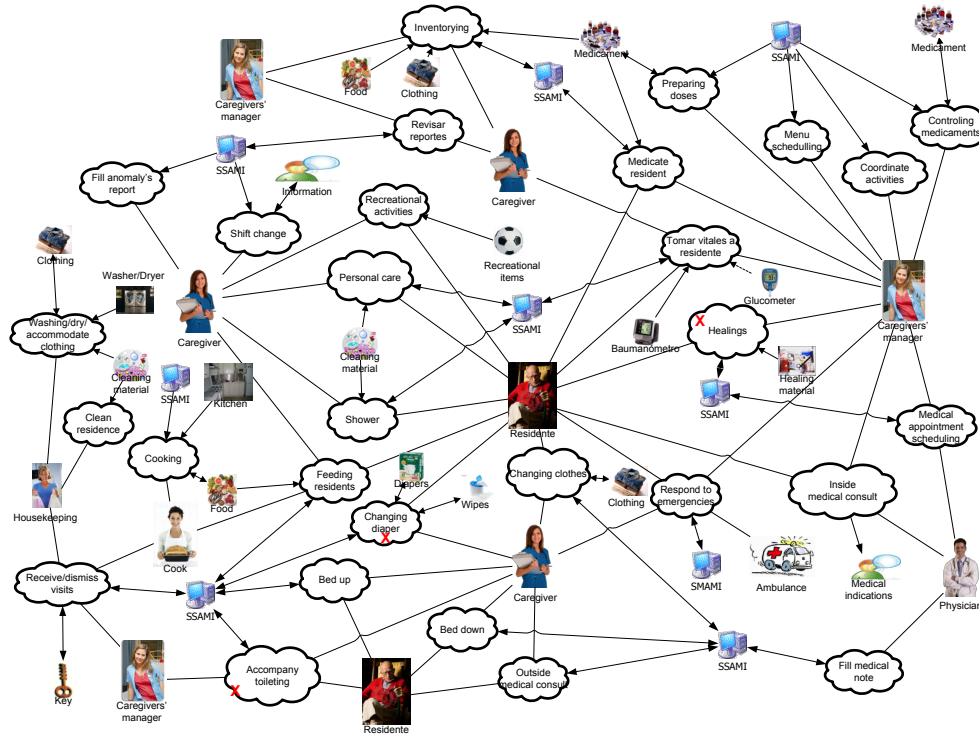 Inventorying
Medicament
SSAMI
Medicament
Caregivers'
manager
Food
Clothing
SSAMI
Preparing
doses
Revisar
reportes
Menu
schedulling
Controling
medicaments
SSAMI
Fill anomaly's
report
Information
Medicate
resident
Coordinate
activities
Caregiver
Shift change
Recreational
activities
Clothing
Washer/Dryer
Personal care
Recreational
items
Tomar vitales a
residente
Glucometer
Washing/dry/
accommodate
clothing
Caregiver
SSAMI
X
Healings
Caregivers'
manager
Baumanómetro
Cleaning
material
Cleaning
material
SSAMI
Kitchen
Healing
material
Clean
residence
Shower
SSAMI
Residente
Medical
appointment
scheduling
Cooking
Feeding
residents
Diapers
Changing clothes
Inside
medical consult
Housekeeping
Food
Wipes
Clothing
Respond to
emergencies
Changing
diaper
X
Cook
Receive/dismiss
visits
Bed up
Caregiver
SMAMI
Ambulance
Medical
indications
Physician
SSAMI
Bed down
Accompany
toileting
X
Outside
medical consult
SSAMI
Fill medical
note
Key
Caregivers'
manager
Residente